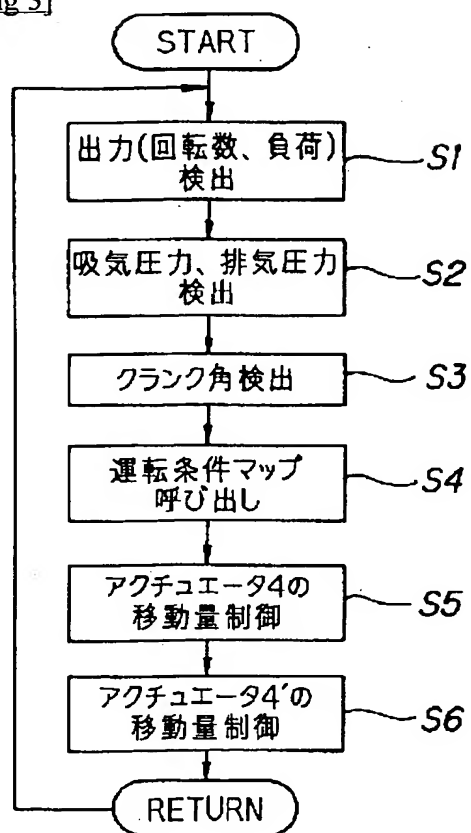 g 3]
START
出力(回転数、負荷)
検出
S1
吸気圧力、排気圧力
検出
S2
クランク角検出
S3
運転条件マップ
呼び出し
S4
アクチュエータ4の
移動量制御
S5
アクチュエータ4'の
移動量制御
S6
RETURN